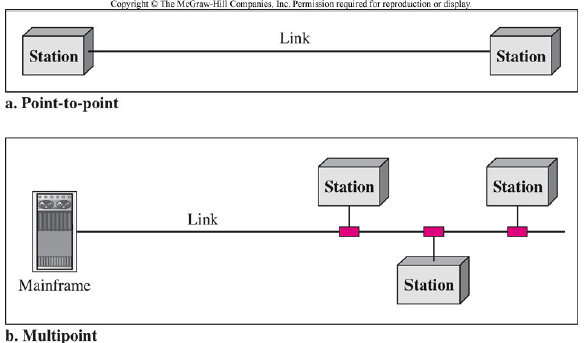 Copyright © The McGraw-Hill Companies, Inc. Permission required for reproduction or display.
Link
Station
Station
a. Point-to-point
Station
Station
Link
Mainframe
Station
b. Multipoint